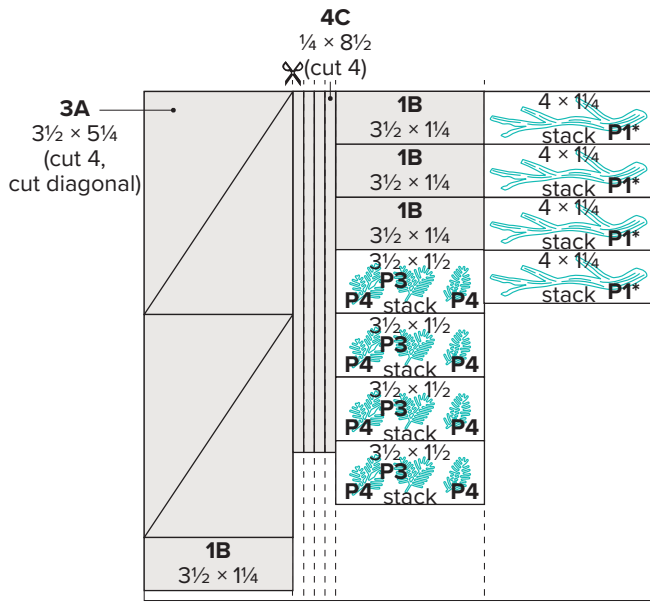 4C
¼ × 8½
(cut 4)
3A
3½ × 5¼
(cut 4,
cut diagonal)
1B
3½ × 1¼
1B
3½ × 1¼
1B
3½ × 1¼
4 × 1¼
stack P1*
4 × 1¼
stack P1*
4 × 1¼
stack P1*
4 × 1¼
stack P1*
3½ × 1½
P3
P4 stack P4
3½ × 1½
P3
P4 stack P4
3½ × 1½
P3
P4 stack P4
3½ × 1½
P3
P4 stack P4
1B
3½ × 1¼